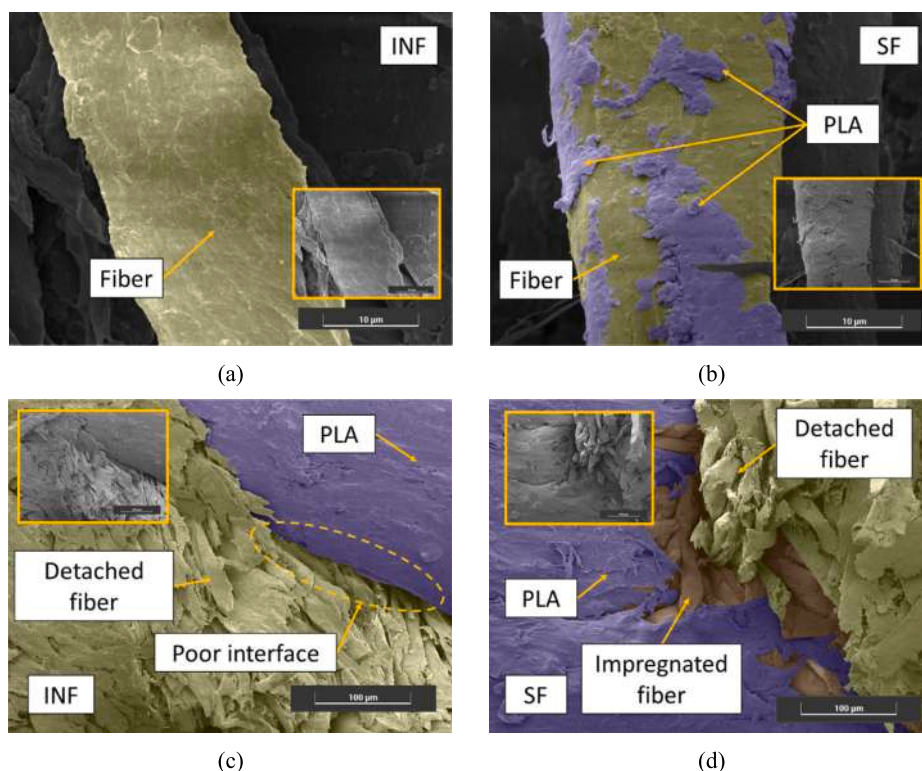 INF
Fiber
10 µm
(a)
SF
PLA
Fiber
10 µm
(b)
PLA
Detached
fiber
Poor interface
INF
100 µm
(c)
Detached
fiber
PLA
Impregnated
fiber
SF
100 µm
(d)